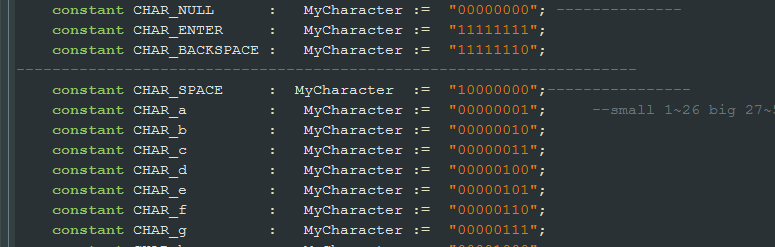 constant CHAR_NULL      :   MyCharacter :=  "00000000"; --------------
constant CHAR_ENTER     :   MyCharacter :=  "11111111";
constant CHAR_BACKSPACE :   MyCharacter :=  "11111110";
---------------------------------------------------------------------
constant CHAR_SPACE     :  MyCharacter  :=  "10000000";----------------
constant CHAR_a         :   MyCharacter :=  "00000001";     --small 1~26 big 27~
constant CHAR_b         :   MyCharacter :=  "00000010";
constant CHAR_c         :   MyCharacter :=  "00000011";
constant CHAR_d         :   MyCharacter :=  "00000100";
constant CHAR_e         :   MyCharacter :=  "00000101";
constant CHAR_f         :   MyCharacter :=  "00000110";
constant CHAR_g         :   MyCharacter :=  "00000111";